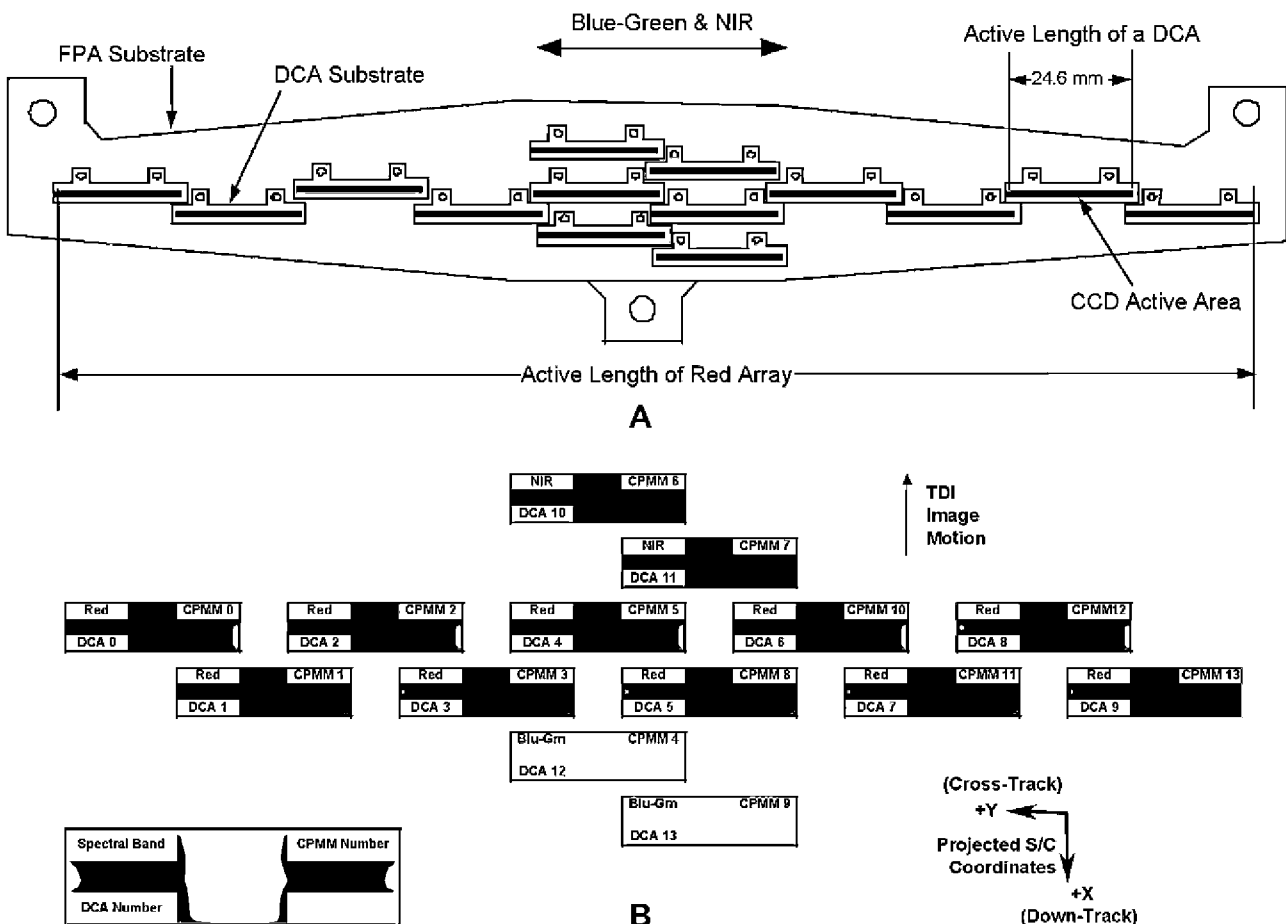 Blue-Green & NIR
Active Length of a DCA
FPA Substrate
DCA Substrate
24.6 mm
CCD Active Area
Active Length of Red Array
A
NIR CPMM 6
DCA 10
TDI
Image
Motion
NIR CPMM 7
DCA 11
Red CPMM 0
DCA 0
Red CPMM 2
DCA 2
Red CPMM 5
DCA 4
Red CPMM 10
DCA 6
Red CPMM12
DCA 8
Red CPMM 1
DCA 1
Red CPMM 3
DCA 3
Red CPMM 8
DCA 5
Red CPMM 11
DCA 7
Red CPMM 13
DCA 9
Blu-Grn CPMM 4
DCA 12
Blu-Grn CPMM 9
DCA 13
(Cross-Track)
+Y
Projected S/C
Coordinates
+X
(Down-Track)
Spectral Band CPMM Number
DCA Number
B